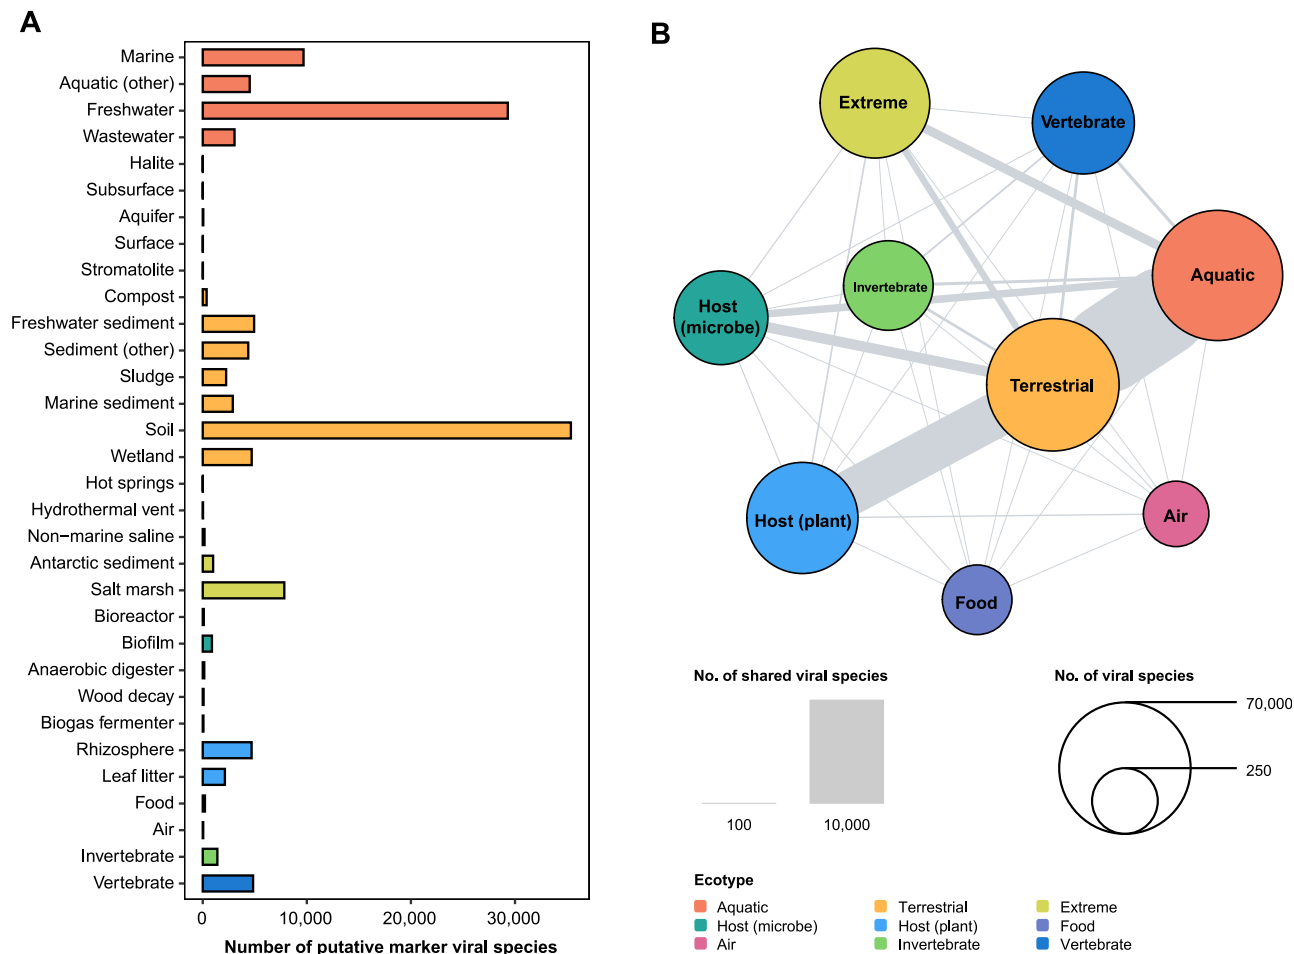 A
Marine
Aquatic (other)
Freshwater
Wastewater
Halite
Subsurface
Aquifer
Surface
Stromatolite
Compost
Freshwater sediment
Sediment (other)
Sludge
Marine sediment
Soil
Wetland
Hot springs
Hydrothermal vent
Non−marine saline
Antarctic sediment
Salt marsh
Bioreactor
Biofilm
Anaerobic digester
Wood decay
Biogas fermenter
Rhizosphere
Leaf litter
Food
Air
Invertebrate
Vertebrate
0
10,000
20,000
30,000
Number of putative marker viral species
B
Extreme
Vertebrate
Aquatic
Invertebrate
Host
(microbe)
Terrestrial
Host (plant)
Air
Food
No. of shared viral species
100
10,000
No. of viral species
70,000
250
Ecotype
Aquatic
Terrestrial
Extreme
Host (microbe)
Host (plant)
Food
Air
Invertebrate
Vertebrate